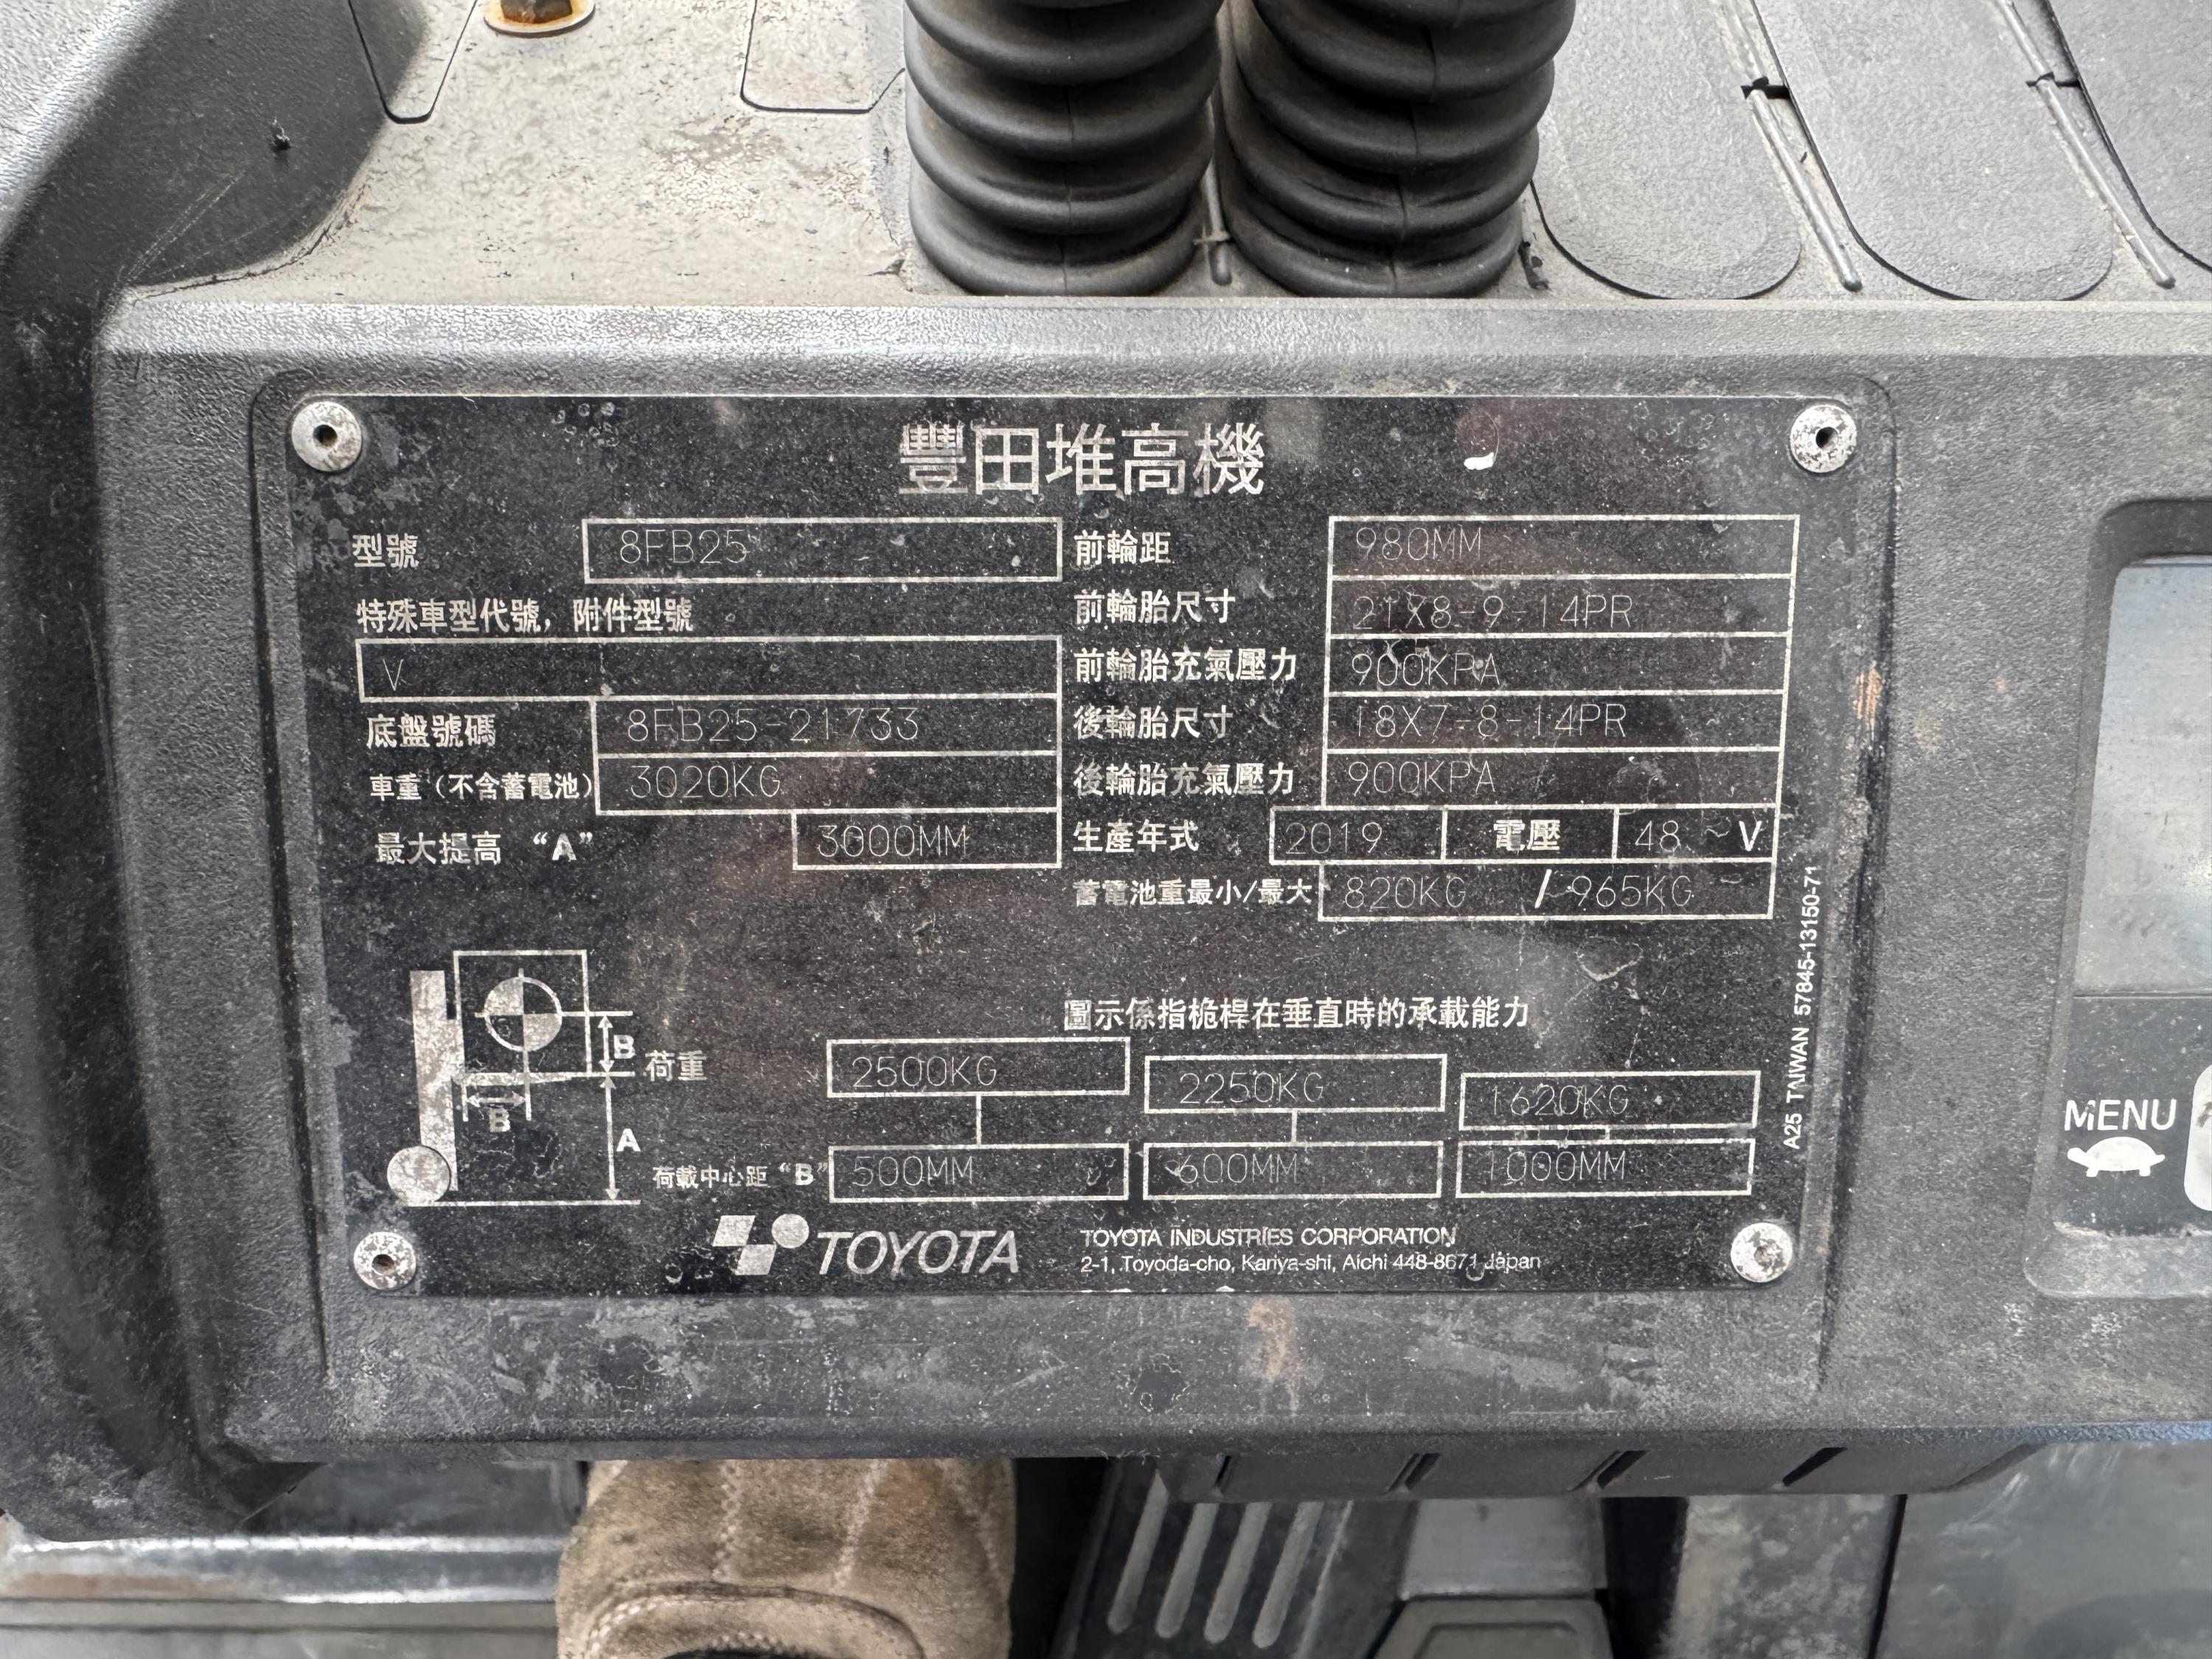 豐田堆高機
型號 8FB25
特殊車型代號，附件型號
V
底盤號碼 8FB25-21733
車重（不含蓄電池） 3020KG
最大提高 “A” 3000MM
前輪距 980MM
前輪胎尺寸 21X8-9-14PR
前輪胎充氣壓力 900KPA
後輪胎尺寸 18X7-8-14PR
後輪胎充氣壓力 900KPA
生產年式 2019 電壓 48 V
蓄電池重最小/最大 820KG / 965KG
圖示係指桅桿在垂直時的承載能力
B
B
A
荷重 2500KG 2250KG 1620KG
荷載中心距 “B” 500MM 600MM 1000MM
TOYOTA
TOYOTA INDUSTRIES CORPORATION
2-1, Toyoda-cho, Kariya-shi, Aichi 448-8671 Japan
A25 TAIWAN 57845-13150-71
MENU